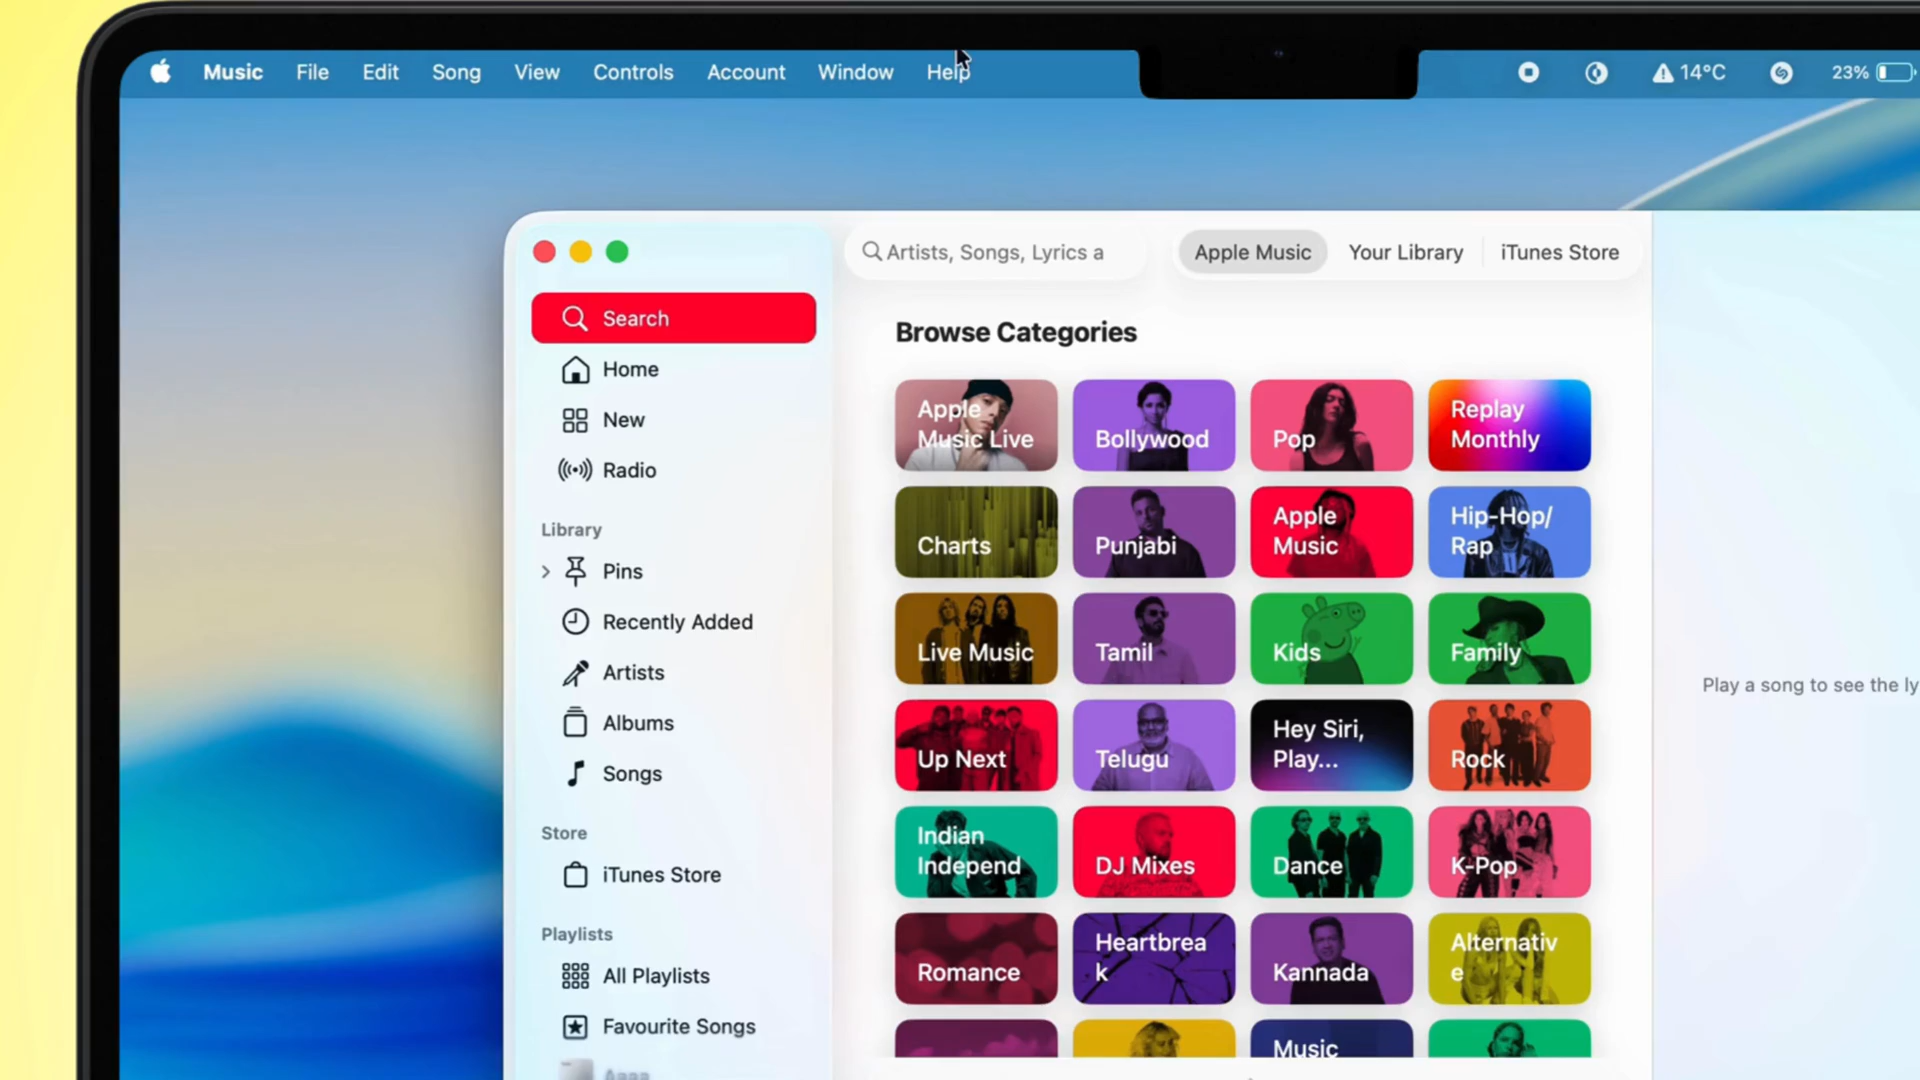 Music File Edit Song View Controls Account Window Help 14°C 23%
Artists, Songs, Lyrics a
Apple Music Your Library iTunes Store
Search
Home
New
Radio
Library
Pins
Recently Added
Artists
Albums
Songs
Store
iTunes Store
Playlists
All Playlists
Favourite Songs
Browse Categories
Apple
Music Live
Bollywood
Pop
Replay
Monthly
Charts
Punjabi
Apple
Music
Hip-Hop/
Rap
Live Music
Tamil
Kids
Family
Up Next
Telugu
Hey Siri,
Play...
Rock
Indian
Independ
DJ Mixes
Dance
K-Pop
Romance
Heartbrea
k
Kannada
Alternativ
e
Music
Play a song to see the ly